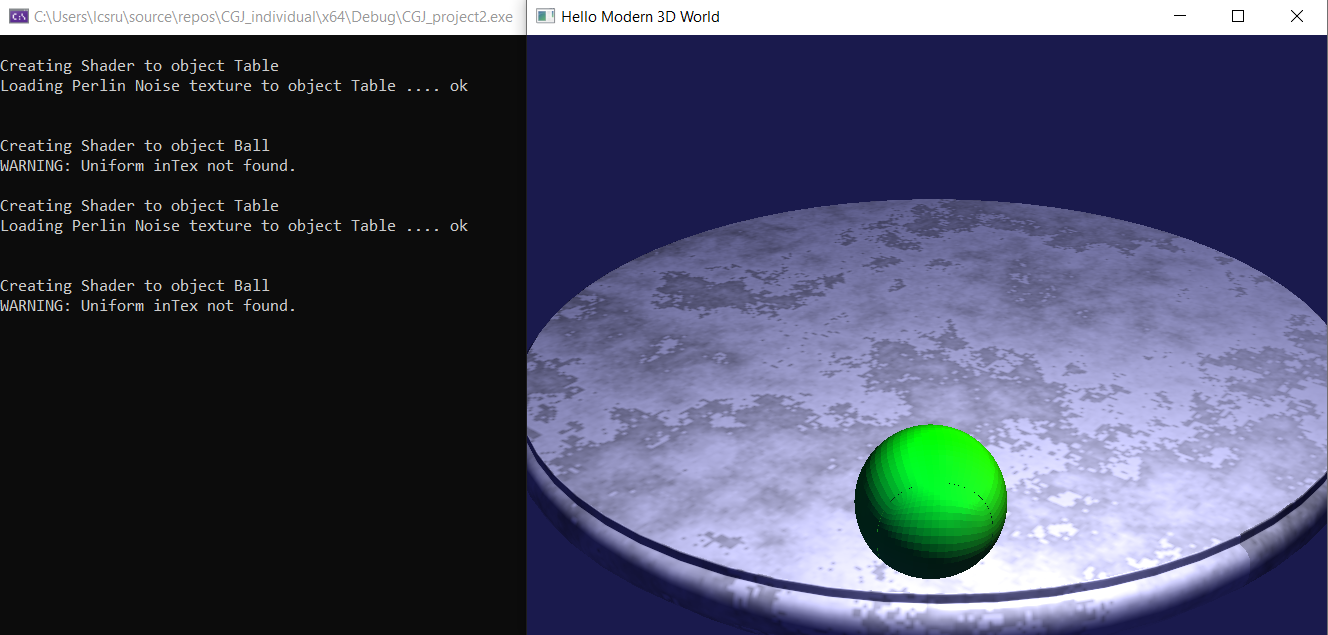 C:\Users\lcsru\source\repos\CGJ_individual\x64\Debug\CGJ_project2.exe
Hello Modern 3D World
Creating Shader to object Table
Loading Perlin Noise texture to object Table .... ok
Creating Shader to object Ball
WARNING: Uniform inTex not found.
Creating Shader to object Table
Loading Perlin Noise texture to object Table .... ok
Creating Shader to object Ball
WARNING: Uniform inTex not found.